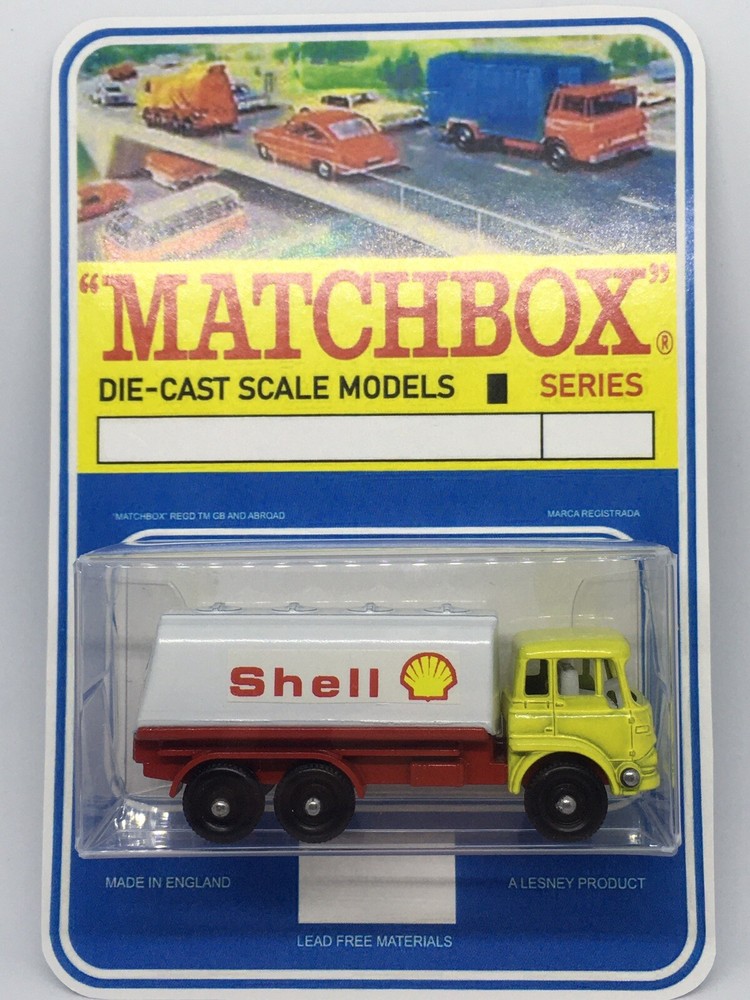 "MATCHBOX"®
DIE-CAST SCALE MODELS SERIES
"MATCHBOX" REGD TM GB AND ABROAD MARCA REGISTRADA
Shell
MADE IN ENGLAND A LESNEY PRODUCT
LEAD FREE MATERIALS